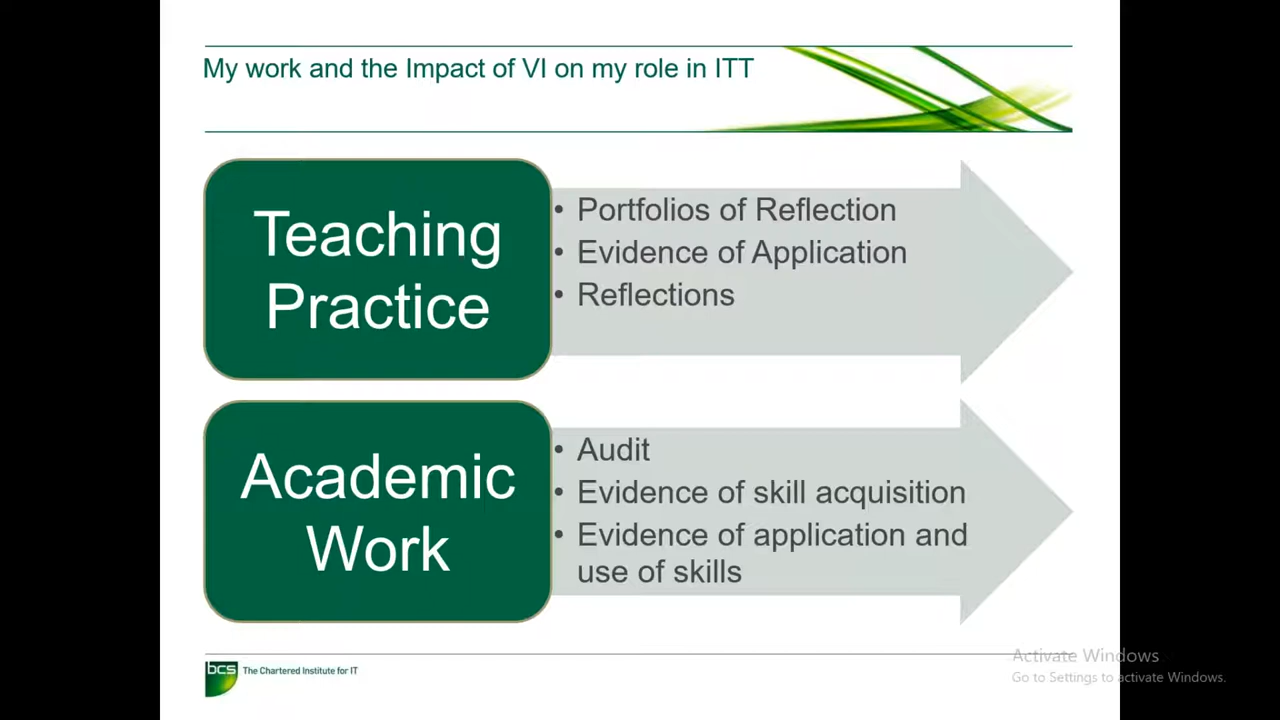 My work and the Impact of VI on my role in ITT
Teaching
Practice
• Portfolios of Reflection
• Evidence of Application
• Reflections
Academic
Work
• Audit
• Evidence of skill acquisition
• Evidence of application and
use of skills
bcs The Chartered Institute for IT
Activate Windows
Go to Settings to activate Windows.